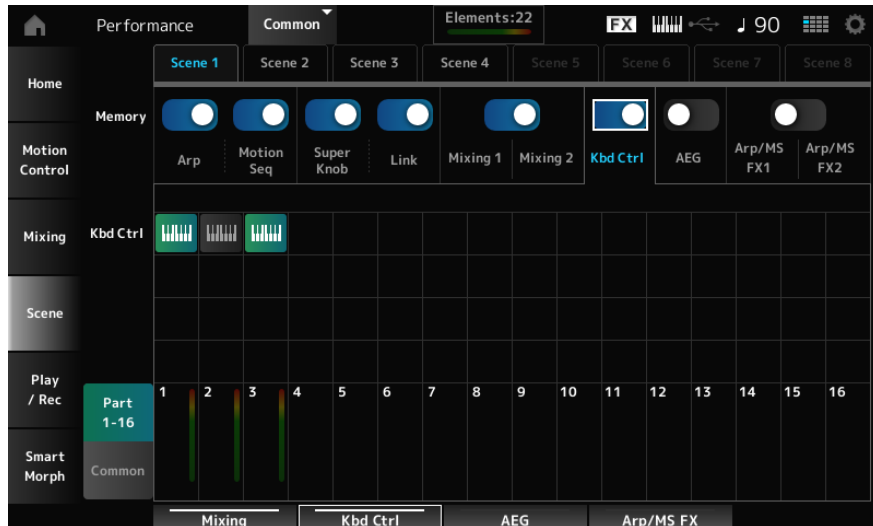 Performance Common Elements:22 FX ♩ 90
Home
Motion
Control
Mixing
Scene
Play
/ Rec
Smart
Morph
Scene 1 Scene 2 Scene 3 Scene 4 Scene 5 Scene 6 Scene 7 Scene 8
Memory
Arp
Motion
Seq
Super
Knob
Link
Mixing 1 Mixing 2
Kbd Ctrl
AEG
Arp/MS
FX1
Arp/MS
FX2
Kbd Ctrl
1 2 3 4 5 6 7 8 9 10 11 12 13 14 15 16
Part
1-16
Common
Mixing Kbd Ctrl AEG Arp/MS FX